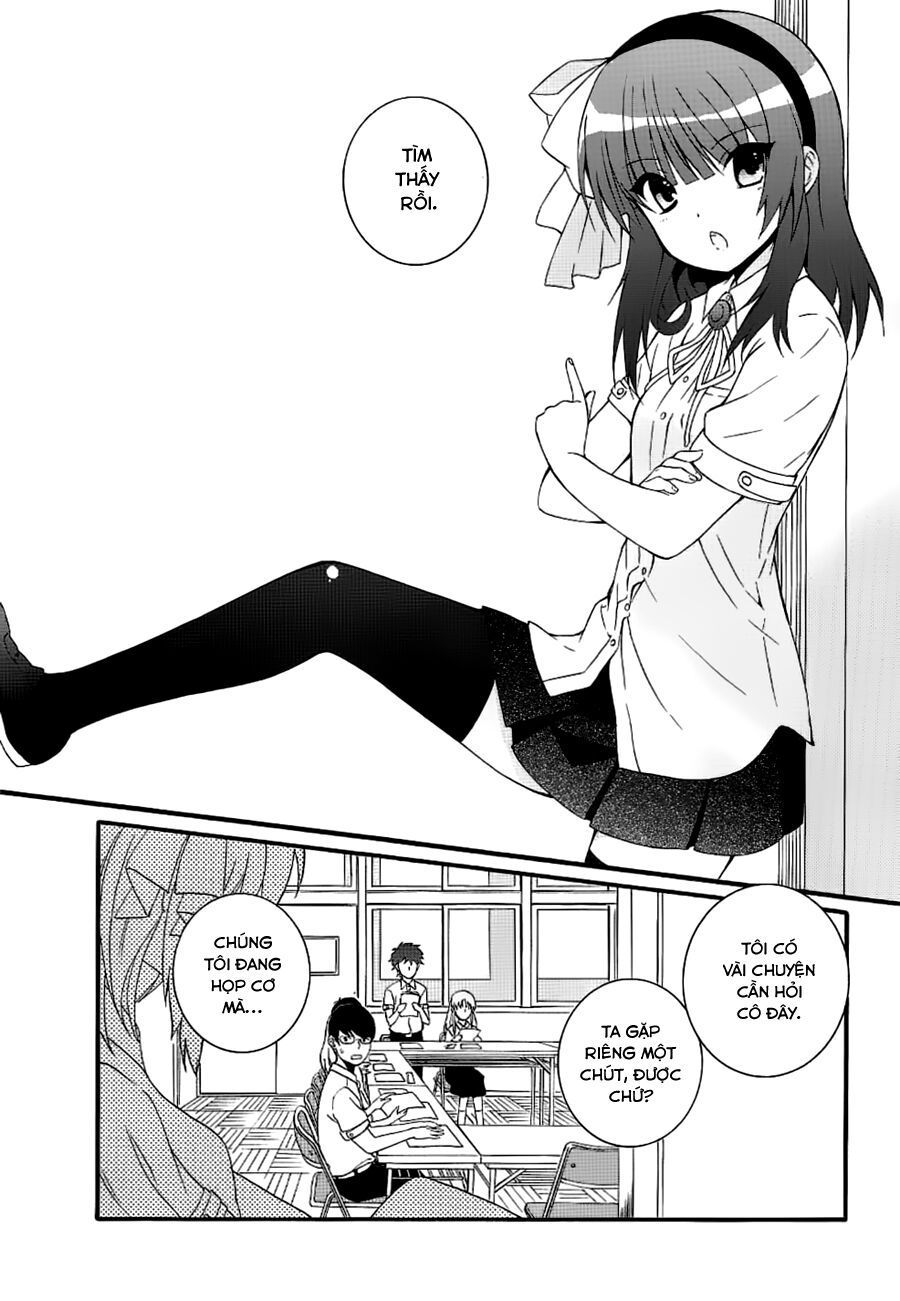 TÌM
THẤY
RỒI.
TÔI CÓ
VÀI CHUYỆN
CẦN HỎI
CÔ ĐÂY.
TA GẶP
RIÊNG MỘT
CHÚT, ĐƯỢC
CHỨ?
CHÚNG
TÔI ĐANG
HỌP CƠ
MÀ...